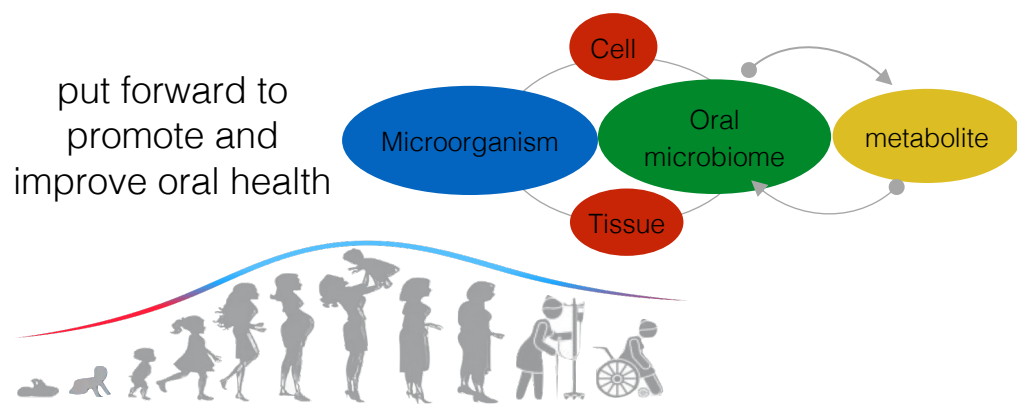 put forward to
promote and
improve oral health
Cell
Microorganism
Oral
microbiome
metabolite
Tissue